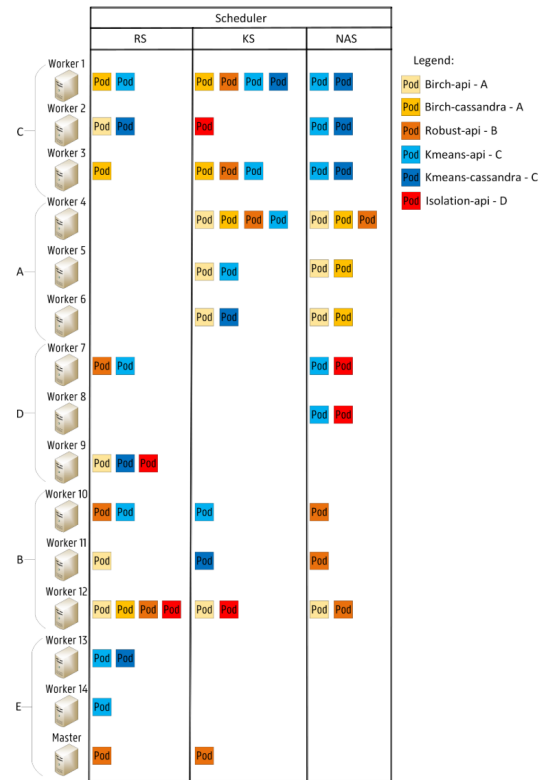 Scheduler
RS KS NAS
Legend:
Birch-api - A
Birch-cassandra - A
Robust-api - B
Kmeans-api - C
Kmeans-cassandra - C
Isolation-api - D
Pod
Pod
Pod
Pod
Pod
Pod
C
A
D
B
E
Worker 1
Pod Pod Pod Pod Pod Pod Pod Pod
Worker 2
Pod Pod Pod Pod Pod
Worker 3
Pod Pod Pod Pod Pod Pod
Worker 4
Pod Pod Pod Pod Pod Pod Pod
Worker 5
Pod Pod Pod Pod
Worker 6
Pod Pod Pod Pod
Worker 7
Pod Pod Pod Pod
Worker 8
Pod Pod
Worker 9
Pod Pod Pod
Worker 10
Pod Pod Pod Pod
Worker 11
Pod Pod Pod
Worker 12
Pod Pod Pod Pod Pod Pod Pod Pod
Worker 13
Pod Pod
Worker 14
Pod
Master
Pod Pod